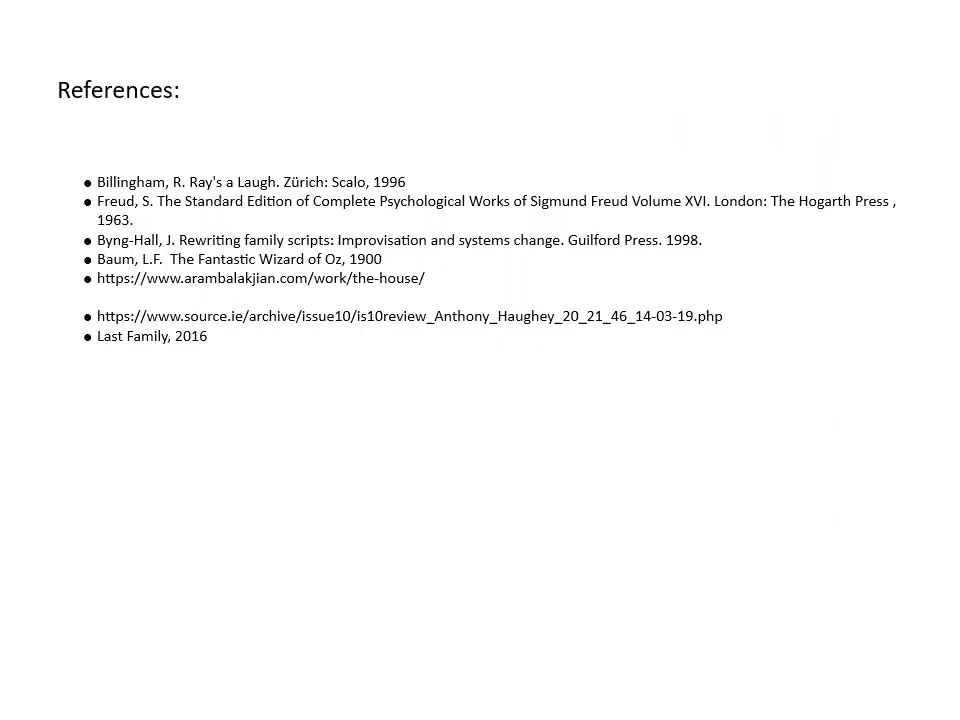 References:
● Billingham, R. Ray's a Laugh. Zürich: Scalo, 1996
● Freud, S. The Standard Edition of Complete Psychological Works of Sigmund Freud Volume XVI. London: The Hogarth Press ,
1963.
● Byng-Hall, J. Rewriting family scripts: Improvisation and systems change. Guilford Press. 1998.
● Baum, L.F.  The Fantastic Wizard of Oz, 1900
● https://www.arambalakjian.com/work/the-house/
● https://www.source.ie/archive/issue10/is10review_Anthony_Haughey_20_21_46_14-03-19.php
● Last Family, 2016